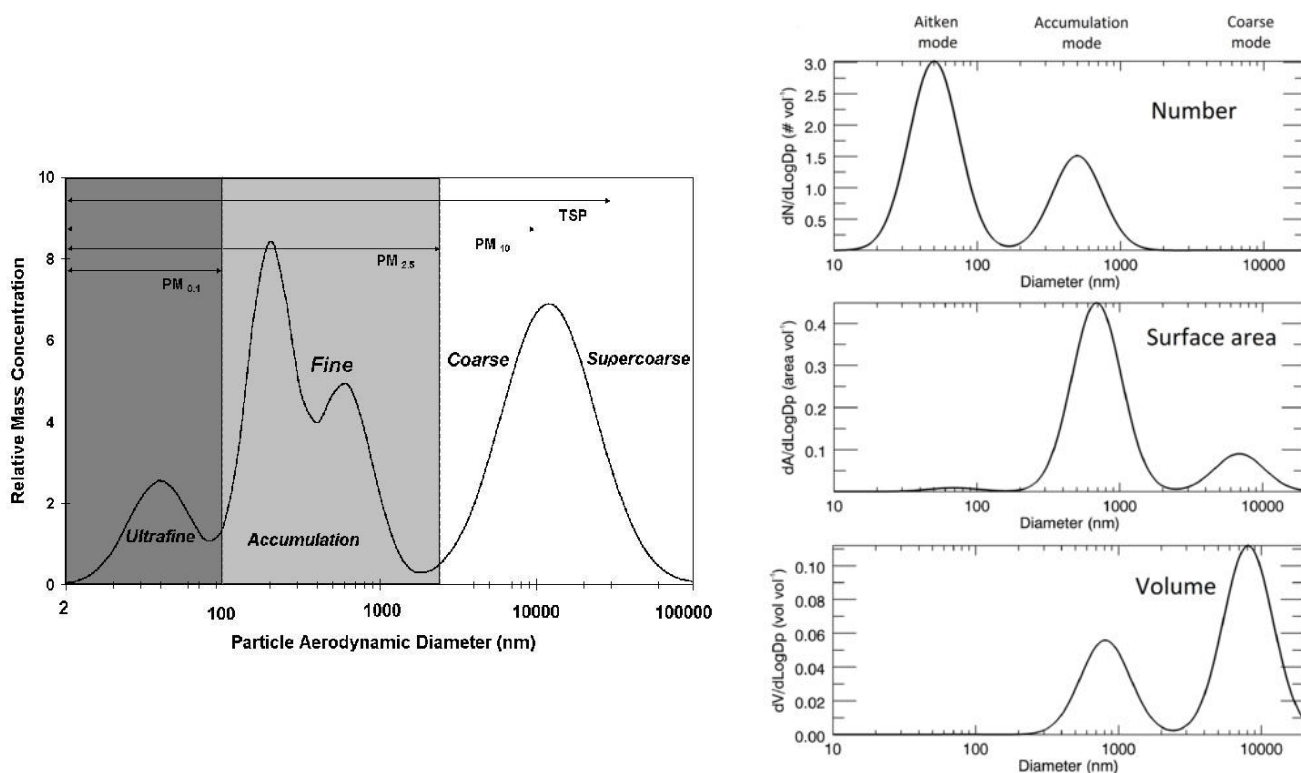 10
8
6
4
2
0
Relative Mass Concentration
TSP
PM 10
PM 2.5
PM 0.1
Fine
Coarse
Supercoarse
Ultrafine
Accumulation
2
100
1000
10000
100000
Particle Aerodynamic Diameter (nm)
Aitken
mode
Accumulation
mode
Coarse
mode
3.0
2.5
2.0
1.5
1.0
0.5
dN/dLogDp (# vol⁻¹)
Number
10
100
1000
10000
Diameter (nm)
0.4
0.3
0.2
0.1
dA/dLogDp (area vol⁻¹)
Surface area
10
100
1000
10000
Diameter (nm)
0.10
0.08
0.06
0.04
0.02
0.00
dV/dLogDp (vol vol⁻¹)
Volume
10
100
1000
10000
Diameter (nm)